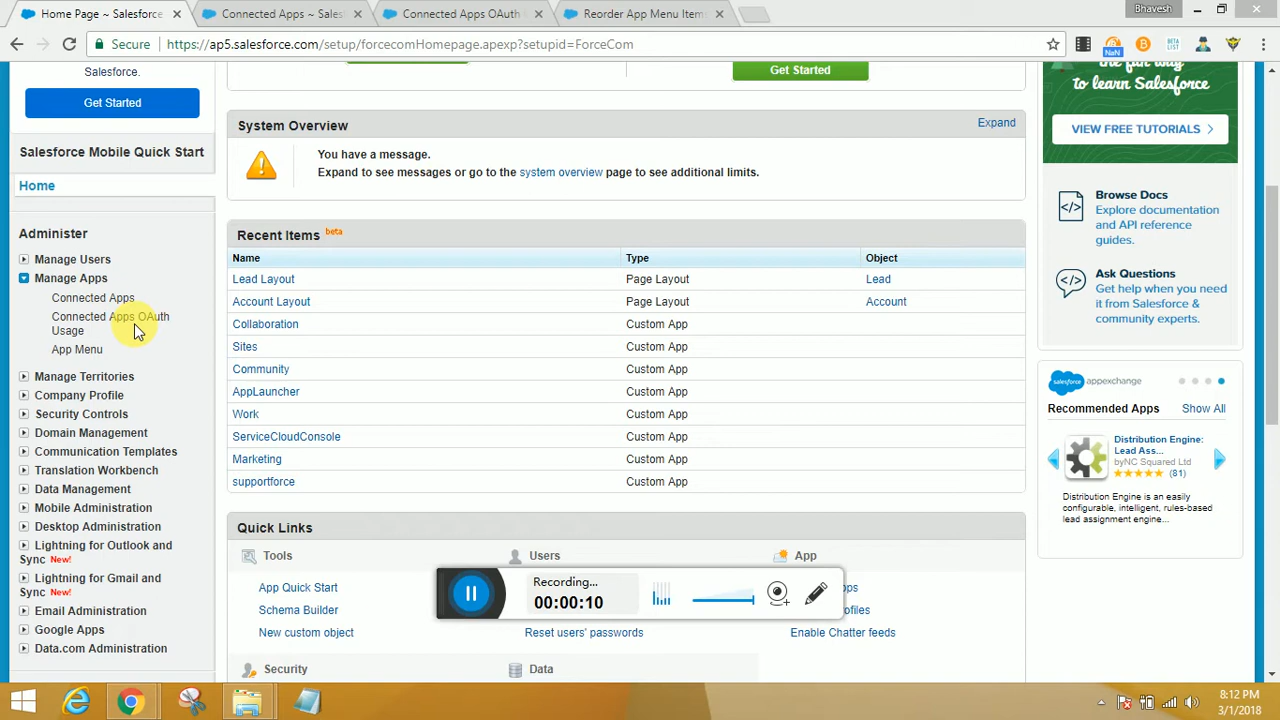 Home Page ~ Salesforce
Connected Apps ~ Salesf
Connected Apps OAuth
Reorder App Menu Item
Bhavesh
Secure
https://ap5.salesforce.com/setup/forcecomHomepage.apexp?setupid=ForceCom
NaN
BETA
LIST
Salesforce.
Get Started
Salesforce Mobile Quick Start
Home
Administer
Manage Users
Manage Apps
Connected Apps
Connected Apps OAuth
Usage
App Menu
Manage Territories
Company Profile
Security Controls
Domain Management
Communication Templates
Translation Workbench
Data Management
Mobile Administration
Desktop Administration
Lightning for Outlook and
Sync New!
Lightning for Gmail and
Sync New!
Email Administration
Google Apps
Data.com Administration
Get Started
System Overview
Expand
You have a message.
Expand to see messages or go to the system overview page to see additional limits.
Recent Items beta
Name Type Object
Lead Layout Page Layout Lead
Account Layout Page Layout Account
Collaboration Custom App
Sites Custom App
Community Custom App
AppLauncher Custom App
Work Custom App
ServiceCloudConsole Custom App
Marketing Custom App
supportforce Custom App
Quick Links
Tools Users App
App Quick Start
Schema Builder
New custom object Reset users' passwords Enable Chatter feeds
Security Data
Recording...
00:00:10
the fun way
to learn Salesforce
VIEW FREE TUTORIALS
Browse Docs
Explore documentation
and API reference
guides.
Ask Questions
Get help when you need
it from Salesforce &
community experts.
salesforce appexchange
Recommended Apps Show All
Distribution Engine:
Lead Ass...
byNC Squared Ltd
(81)
Distribution Engine is an easily
configurable, intelligent, rules-based
lead assignment engine...
8:12 PM
3/1/2018